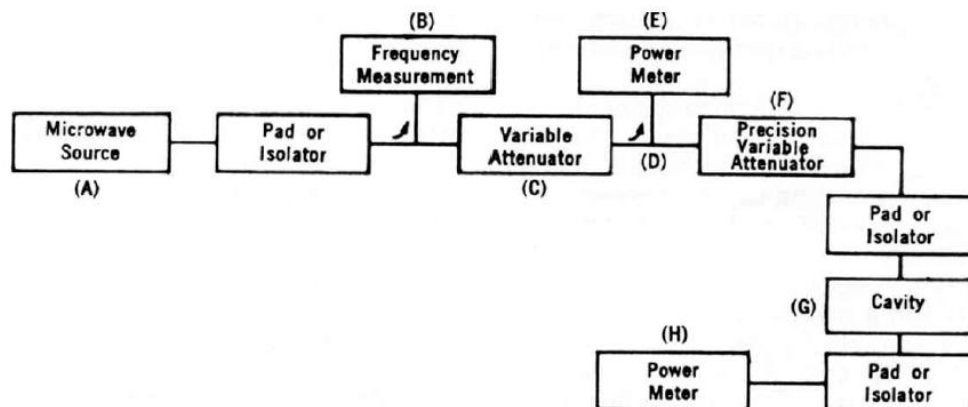 (B)
Frequency
Measurement
(E)
Power
Meter
Microwave
Source
(A)
Pad or
Isolator
Variable
Attenuator
(C)
(D)
(F)
Precision
Variable
Attenuator
Pad or
Isolator
(G)
Cavity
Pad or
Isolator
(H)
Power
Meter